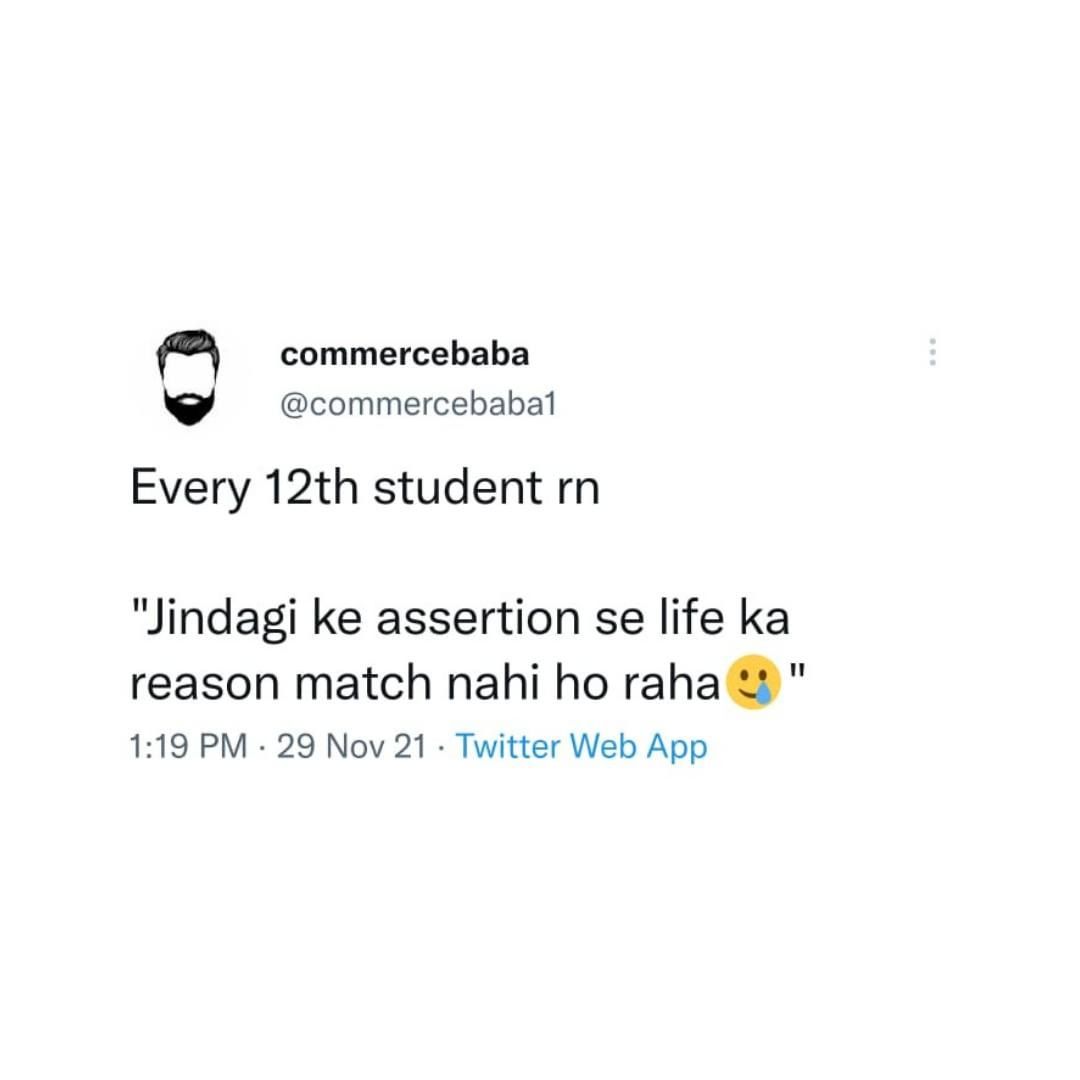 commercebaba
@commercebaba1
Every 12th student rn
"Jindagi ke assertion se life ka
reason match nahi ho raha🥲"
1:19 PM · 29 Nov 21 · Twitter Web App